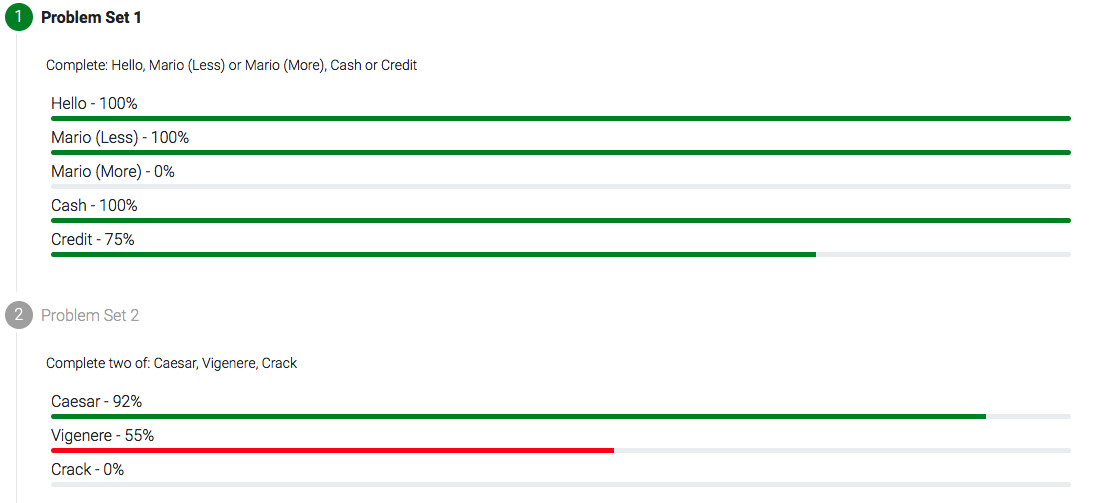 1 Problem Set 1
Complete: Hello, Mario (Less) or Mario (More), Cash or Credit
Hello - 100%
Mario (Less) - 100%
Mario (More) - 0%
Cash - 100%
Credit - 75%
2 Problem Set 2
Complete two of: Caesar, Vigenere, Crack
Caesar - 92%
Vigenere - 55%
Crack - 0%